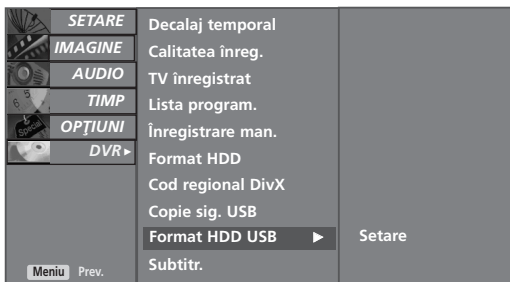 SETARE
IMAGINE
AUDIO
TIMP
OPŢIUNI
DVR
Meniu Prev.
Decalaj temporal
Calitatea înreg.
TV înregistrat
Lista program.
Înregistrare man.
Format HDD
Cod regional DivX
Copie sig. USB
Format HDD USB
Subtitr.
Setare